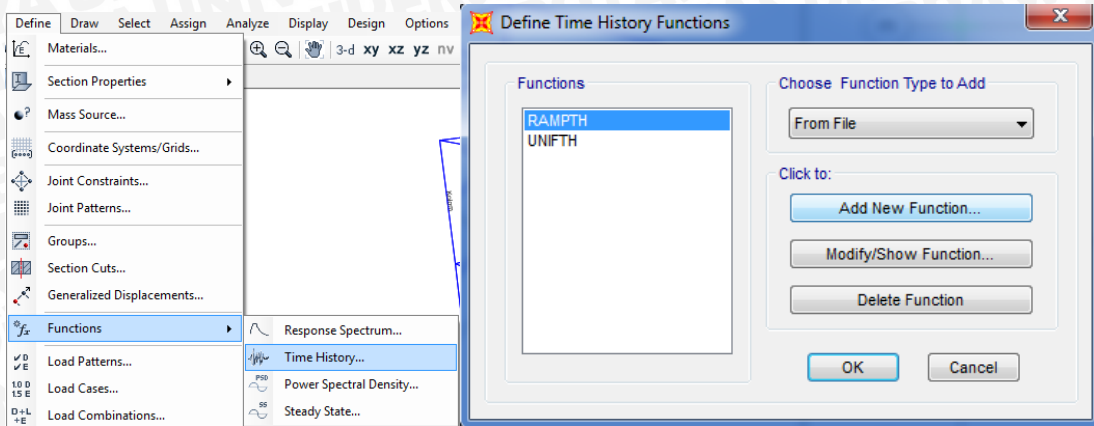 Define Draw Select Assign Analyze Display Design Options
Materials...
3-d xy xz yz nv
Section Properties
Mass Source...
Coordinate Systems/Grids...
Joint Constraints...
Joint Patterns...
Groups...
Section Cuts...
Generalized Displacements...
Functions
Load Patterns...
Load Cases...
Load Combinations...
Response Spectrum...
Time History...
Power Spectral Density...
Steady State...
Define Time History Functions
Functions
RAMPTH
UNIFTH
Choose Function Type to Add
From File
Click to:
Add New Function...
Modify/Show Function...
Delete Function
OK Cancel